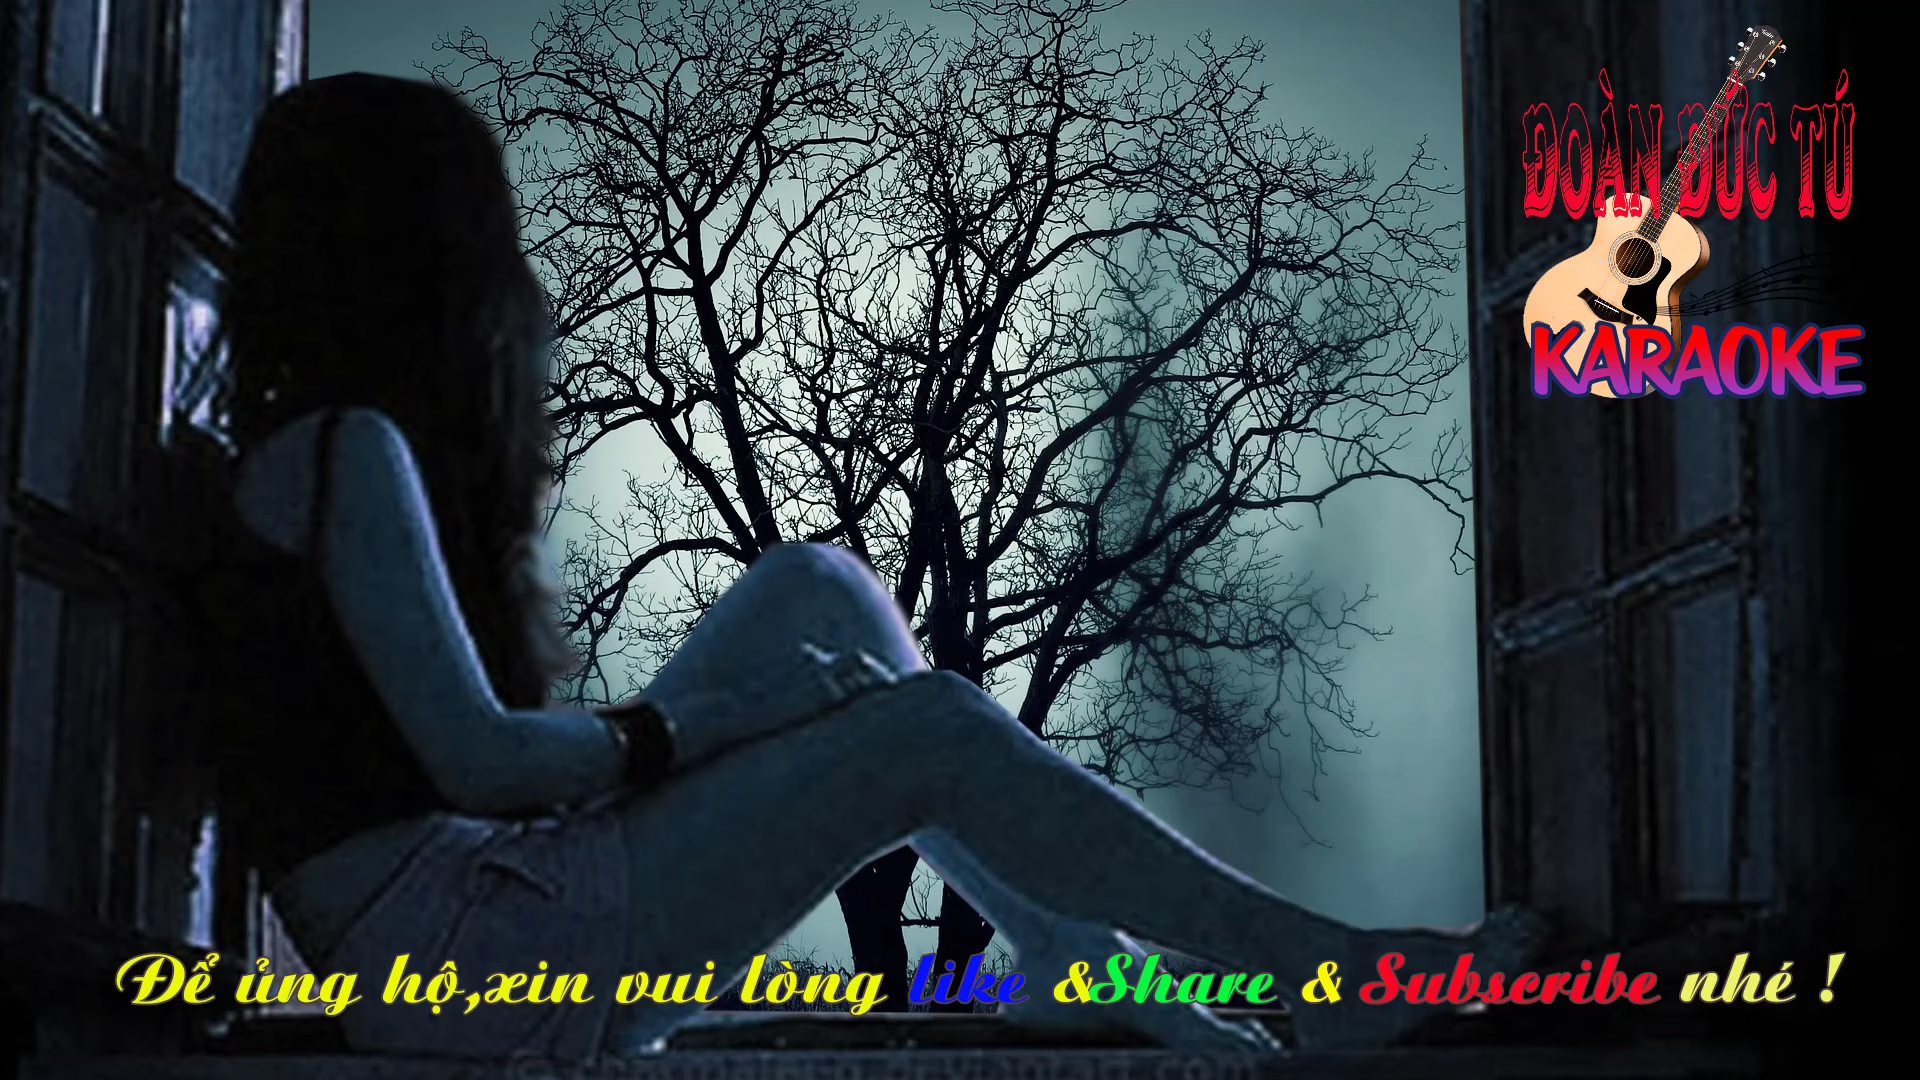 ĐOÀN ĐỨC TÚ
KARAOKE
Để ủng hộ,xin vui lòng like &Share & Subscribe nhé !